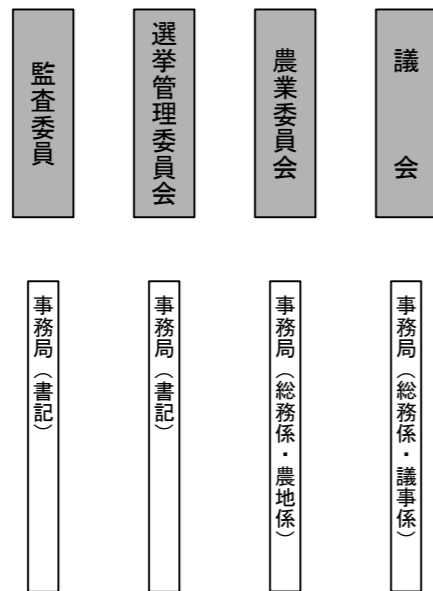 議会
農業委員会
選挙管理委員会
監査委員
事務局（総務係・議事係）
事務局（総務係・農地係）
事務局（書記）
事務局（書記）